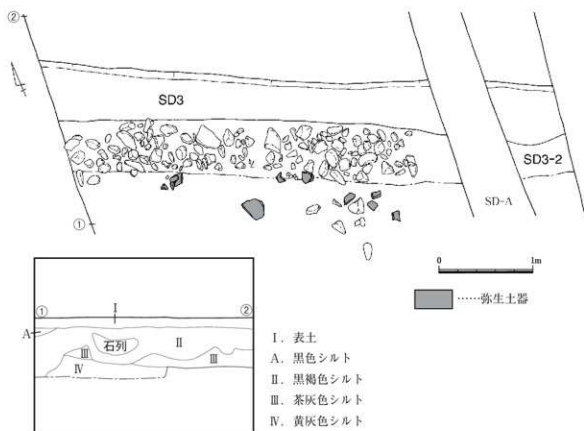 ②
SD3
SD3-2
①
SD-A
0 1m
……弥生土器
① Ⅰ ②
A
石列 Ⅱ
Ⅲ Ⅲ
Ⅳ
Ⅰ. 表土
A. 黒色シルト
Ⅱ. 黒褐色シルト
Ⅲ. 茶灰色シルト
Ⅳ. 黄灰色シルト